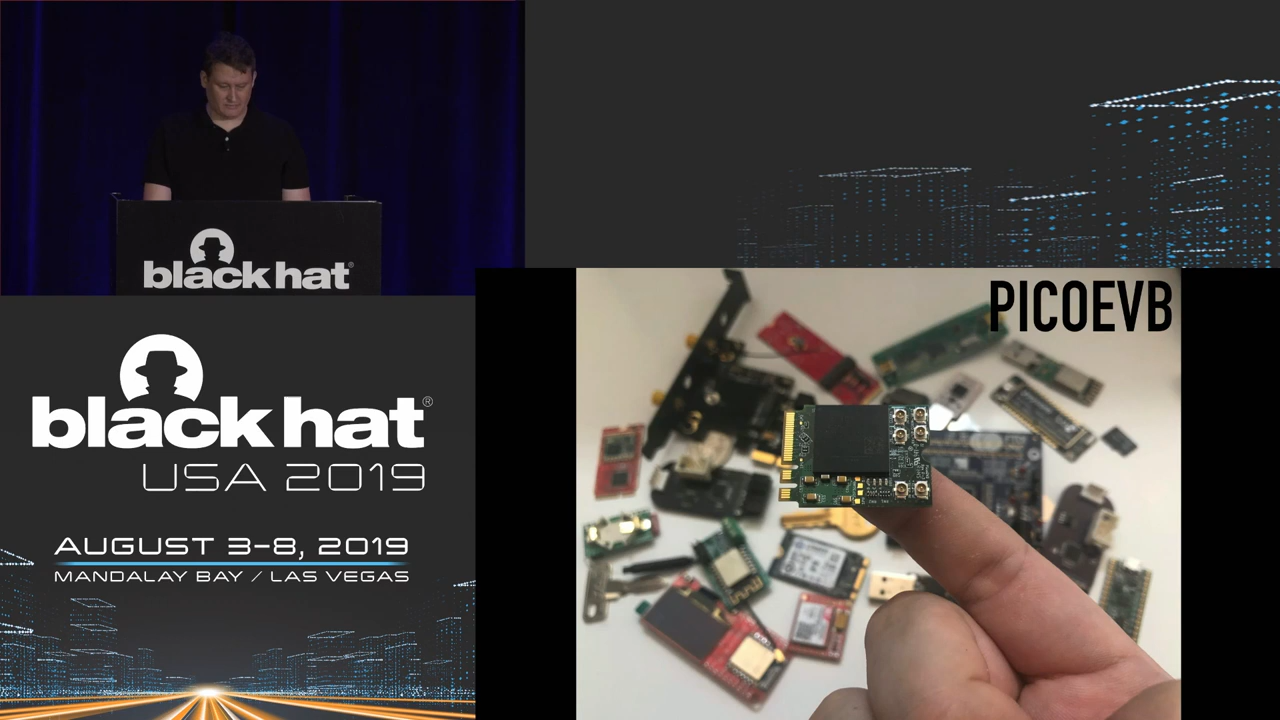 black hat®
black hat®
USA 2019
AUGUST 3-8, 2019
MANDALAY BAY / LAS VEGAS
PICOEVB